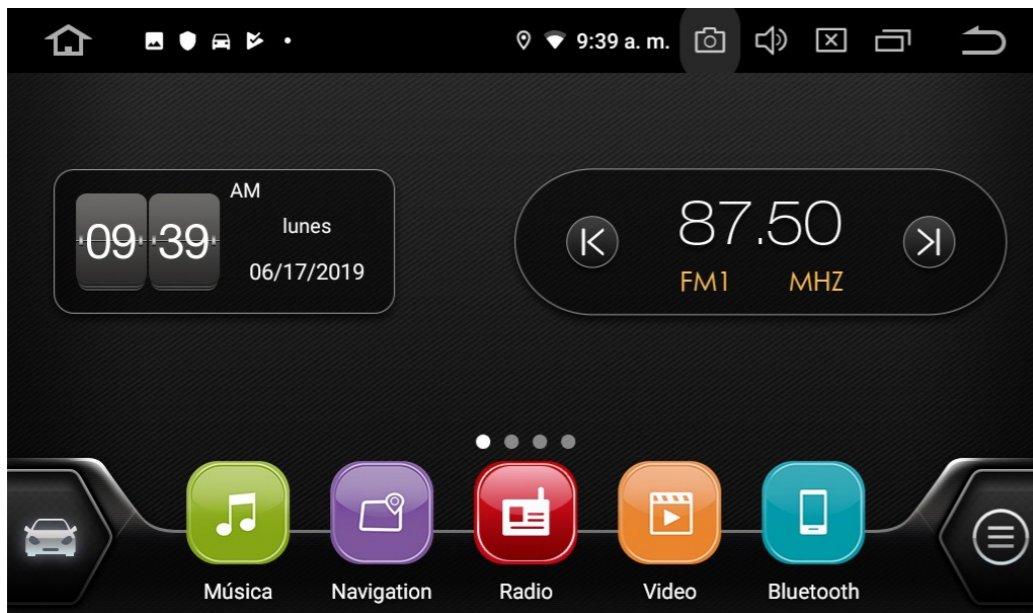 9:39 a. m.
09 39
AM
lunes
06/17/2019
87.50
FM1 MHZ
Música Navigation Radio Video Bluetooth